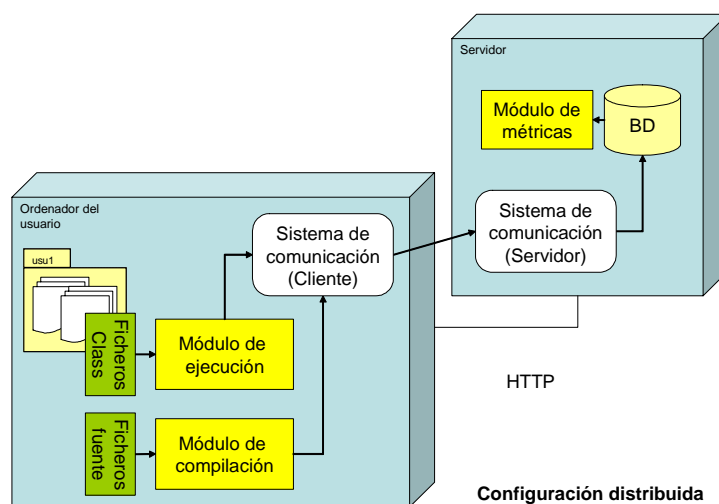 Servidor
Módulo de
métricas
BD
Sistema de
comunicación
(Servidor)
Ordenador del
usuario
Sistema de
comunicación
(Cliente)
usu1
Ficheros
Class
Módulo de
ejecución
Ficheros
fuente
Módulo de
compilación
HTTP
Configuración distribuida